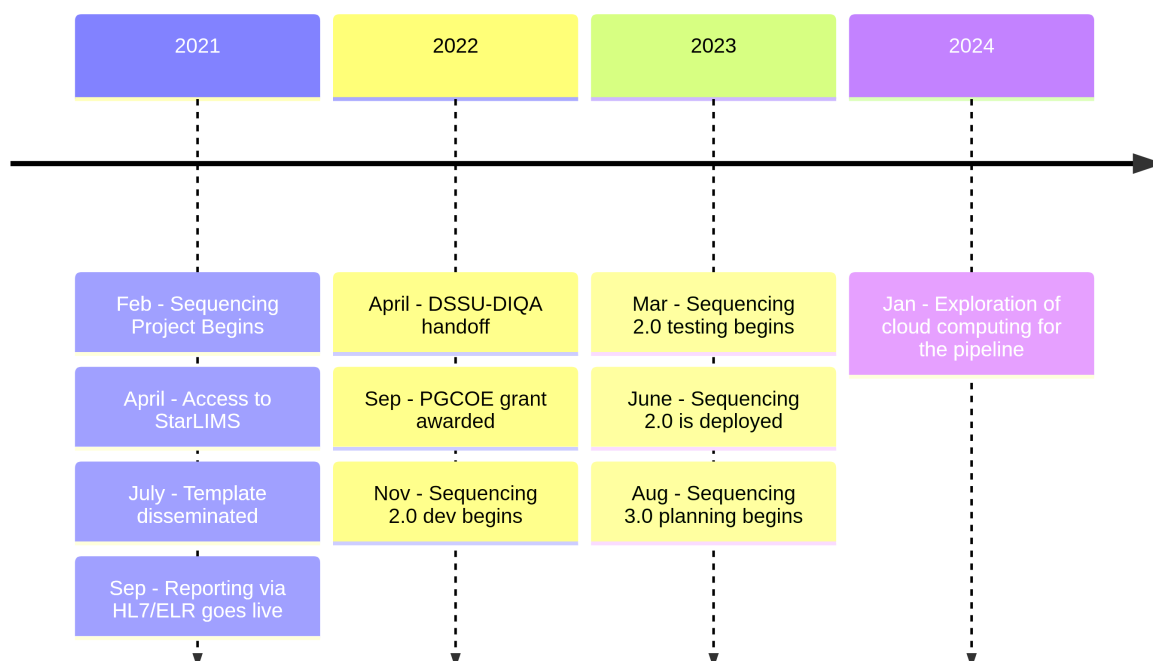 2021
2022
2023
2024
Feb - Sequencing
Project Begins
April - Access to
StarLIMS
July - Template
disseminated
Sep - Reporting via
HL7/ELR goes live
April - DSSU-DIQA
handoff
Sep - PGCOE grant
awarded
Nov - Sequencing
2.0 dev begins
Mar - Sequencing
2.0 testing begins
June - Sequencing
2.0 is deployed
Aug - Sequencing
3.0 planning begins
Jan - Exploration of
cloud computing for
the pipeline